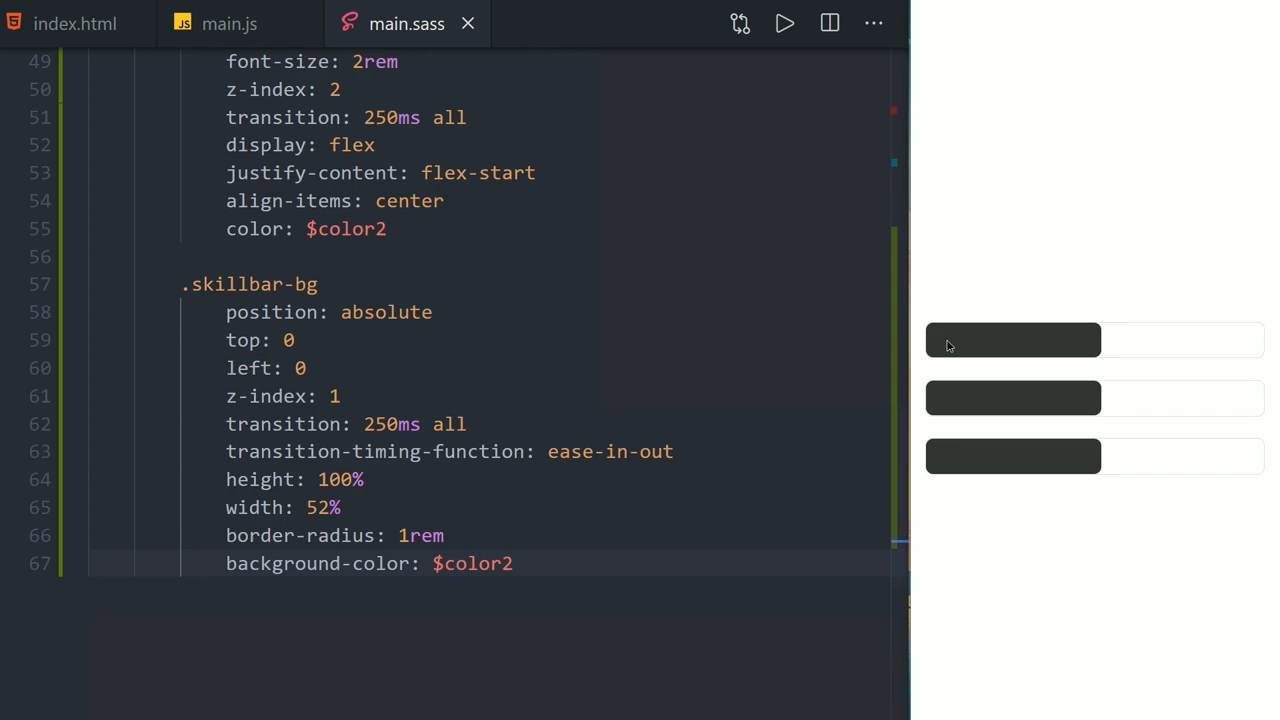 index.html
JS main.js
main.sass
49 font-size: 2rem
50 z-index: 2
51 transition: 250ms all
52 display: flex
53 justify-content: flex-start
54 align-items: center
55 color: $color2
56
57 .skillbar-bg
58 position: absolute
59 top: 0
60 left: 0
61 z-index: 1
62 transition: 250ms all
63 transition-timing-function: ease-in-out
64 height: 100%
65 width: 52%
66 border-radius: 1rem
67 background-color: $color2